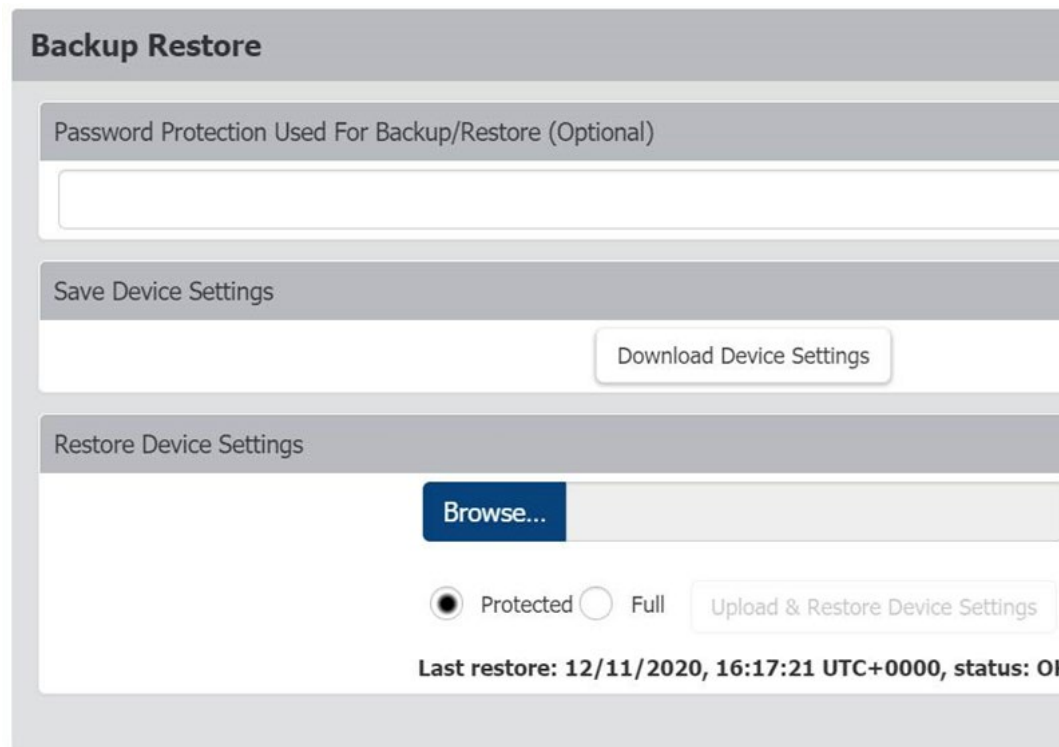 Backup Restore
Password Protection Used For Backup/Restore (Optional)
Save Device Settings
Download Device Settings
Restore Device Settings
Browse...
Protected Full Upload & Restore Device Settings
Last restore: 12/11/2020, 16:17:21 UTC+0000, status: